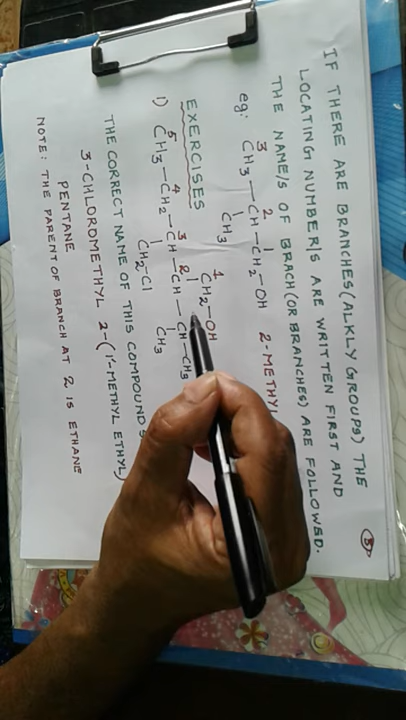 B
IF THERE ARE BRANCHES(ALKLY GROUPS) THE
LOCATING NUMBER/S ARE WRITTEN FIRST AND
THE NAME/S OF BRACH(OR BRANCHES) ARE FOLLOWED.
eg:
3 2 1
CH3—CH—CH2—OH 2-METHYL
CH3
EXERCISES
1
CH2—OH
5 4 3 2
1) CH3—CH2—CH—CH—CH—CH3
CH2—Cl CH3
THE CORRECT NAME OF THIS COMPOUND
3-CHLOROMETHYL 2-(1'-METHYL ETHYL)
PENTANE
NOTE: THE PARENT OF BRANCH AT 2 IS ETHANE